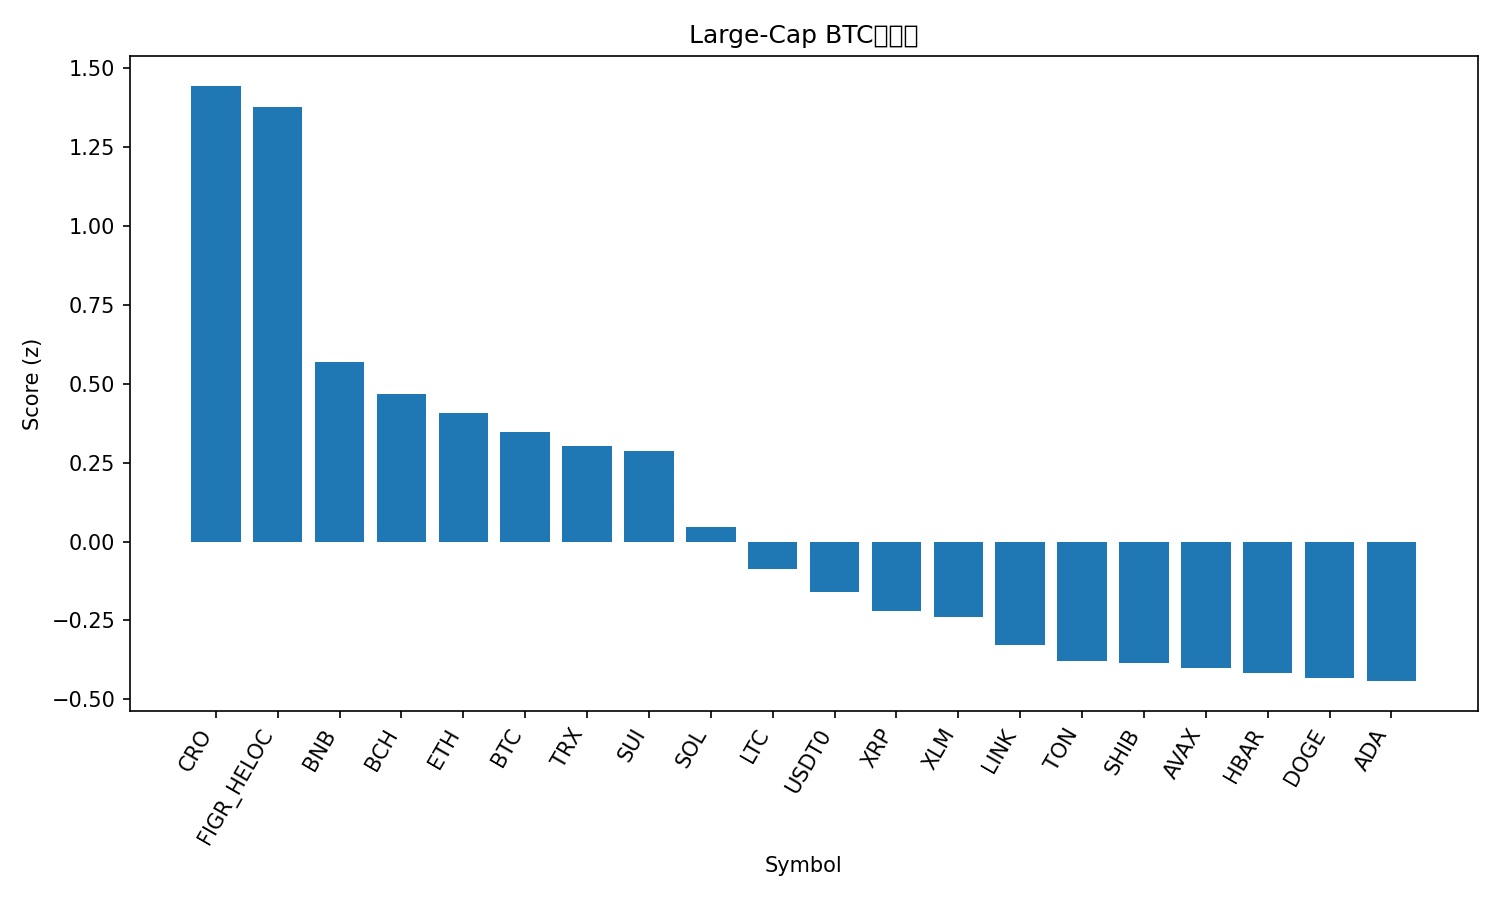 Large-Cap BTC
1.50
1.25
1.00
0.75
0.50
0.25
0.00
−0.25
−0.50
Score (z)
CRO
FIGR_HELOC
BNB
BCH
ETH
BTC
TRX
SUI
SOL
LTC
USDT0
XRP
XLM
LINK
TON
SHIB
AVAX
HBAR
DOGE
ADA
Symbol